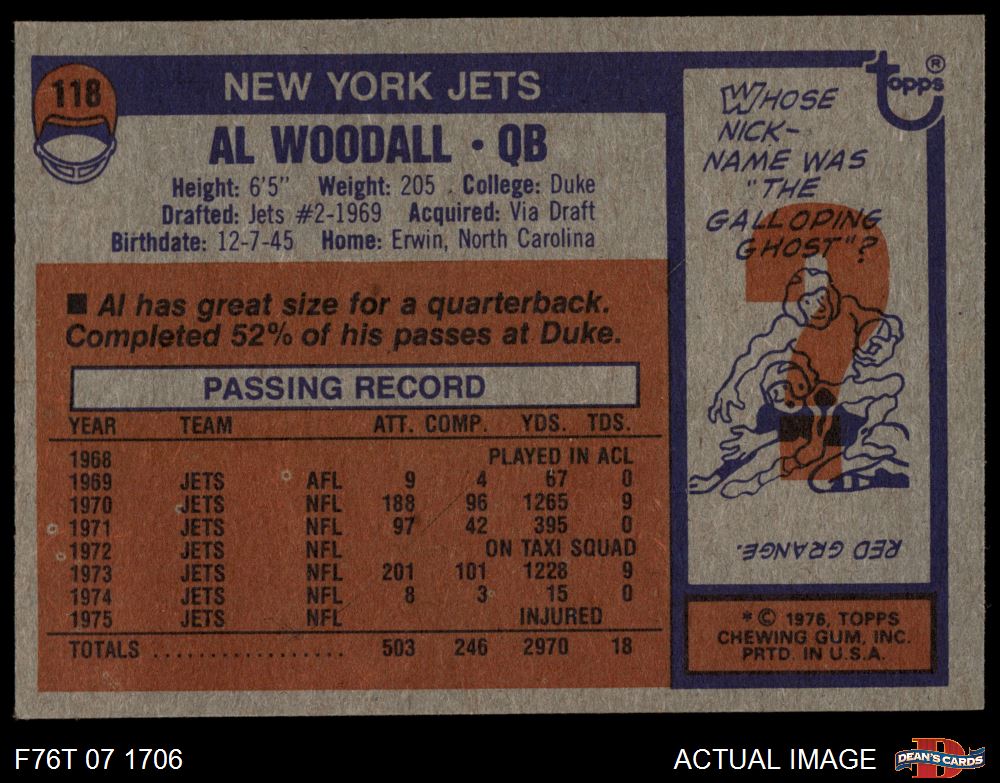 118
NEW YORK JETS
AL WOODALL • QB
Height: 6'5" Weight: 205 College: Duke
Drafted: Jets #2-1969 Acquired: Via Draft
Birthdate: 12-7-45 Home: Erwin, North Carolina
■ Al has great size for a quarterback.
Completed 52% of his passes at Duke.
PASSING RECORD
YEAR TEAM ATT. COMP. YDS. TDS.
1968 PLAYED IN ACL
1969 JETS AFL 9 4 67 0
1970 JETS NFL 188 96 1265 9
1971 JETS NFL 97 42 395 0
1972 JETS NFL ON TAXI SQUAD
1973 JETS NFL 201 101 1228 9
1974 JETS NFL 8 3 15 0
1975 JETS NFL INJURED
TOTALS .................. 503 246 2970 18
topps®
WHOSE
NICK-
NAME WAS
"THE
GALLOPING
GHOST"?
RED GRANGE.
* © 1976, TOPPS
CHEWING GUM, INC.
PRTD. IN U.S.A.
F76T 07 1706
ACTUAL IMAGE
D
DEAN'S CARDS